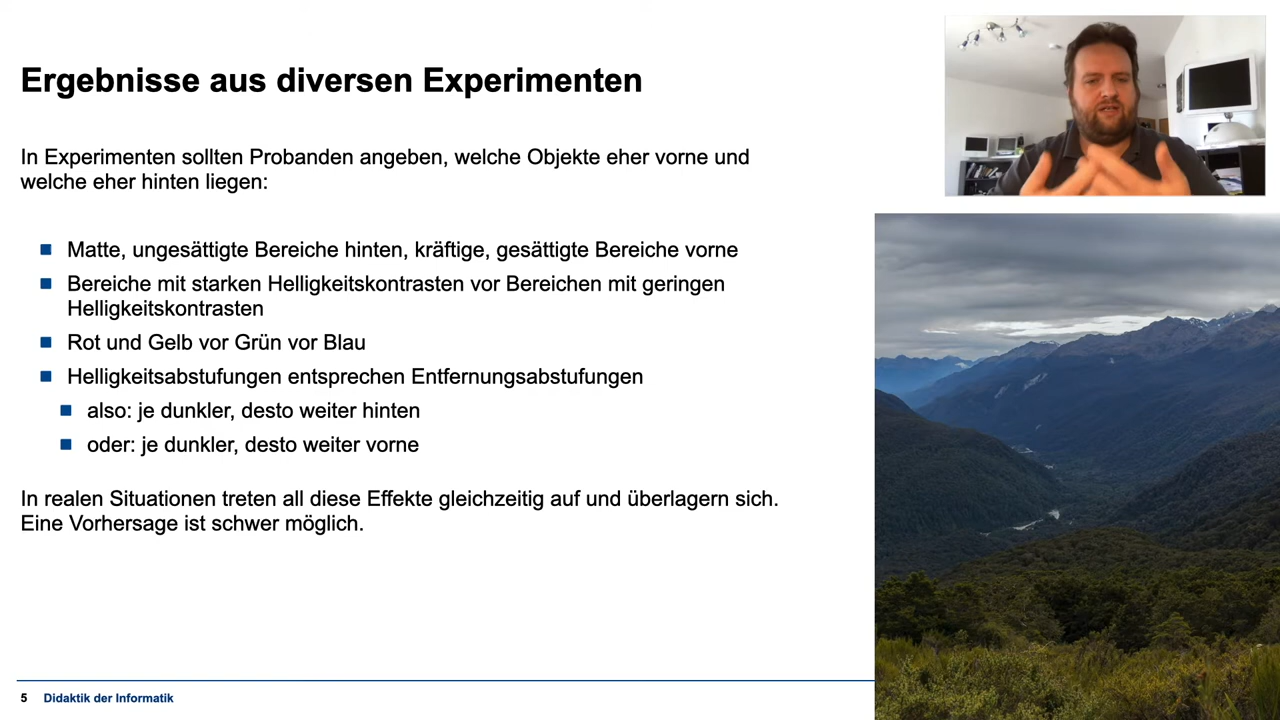 Ergebnisse aus diversen Experimenten
In Experimenten sollten Probanden angeben, welche Objekte eher vorne und
welche eher hinten liegen:
Matte, ungesättigte Bereiche hinten, kräftige, gesättigte Bereiche vorne
Bereiche mit starken Helligkeitskontrasten vor Bereichen mit geringen
Helligkeitskontrasten
Rot und Gelb vor Grün vor Blau
Helligkeitsabstufungen entsprechen Entfernungsabstufungen
also: je dunkler, desto weiter hinten
oder: je dunkler, desto weiter vorne
In realen Situationen treten all diese Effekte gleichzeitig auf und überlagern sich.
Eine Vorhersage ist schwer möglich.
5 Didaktik der Informatik